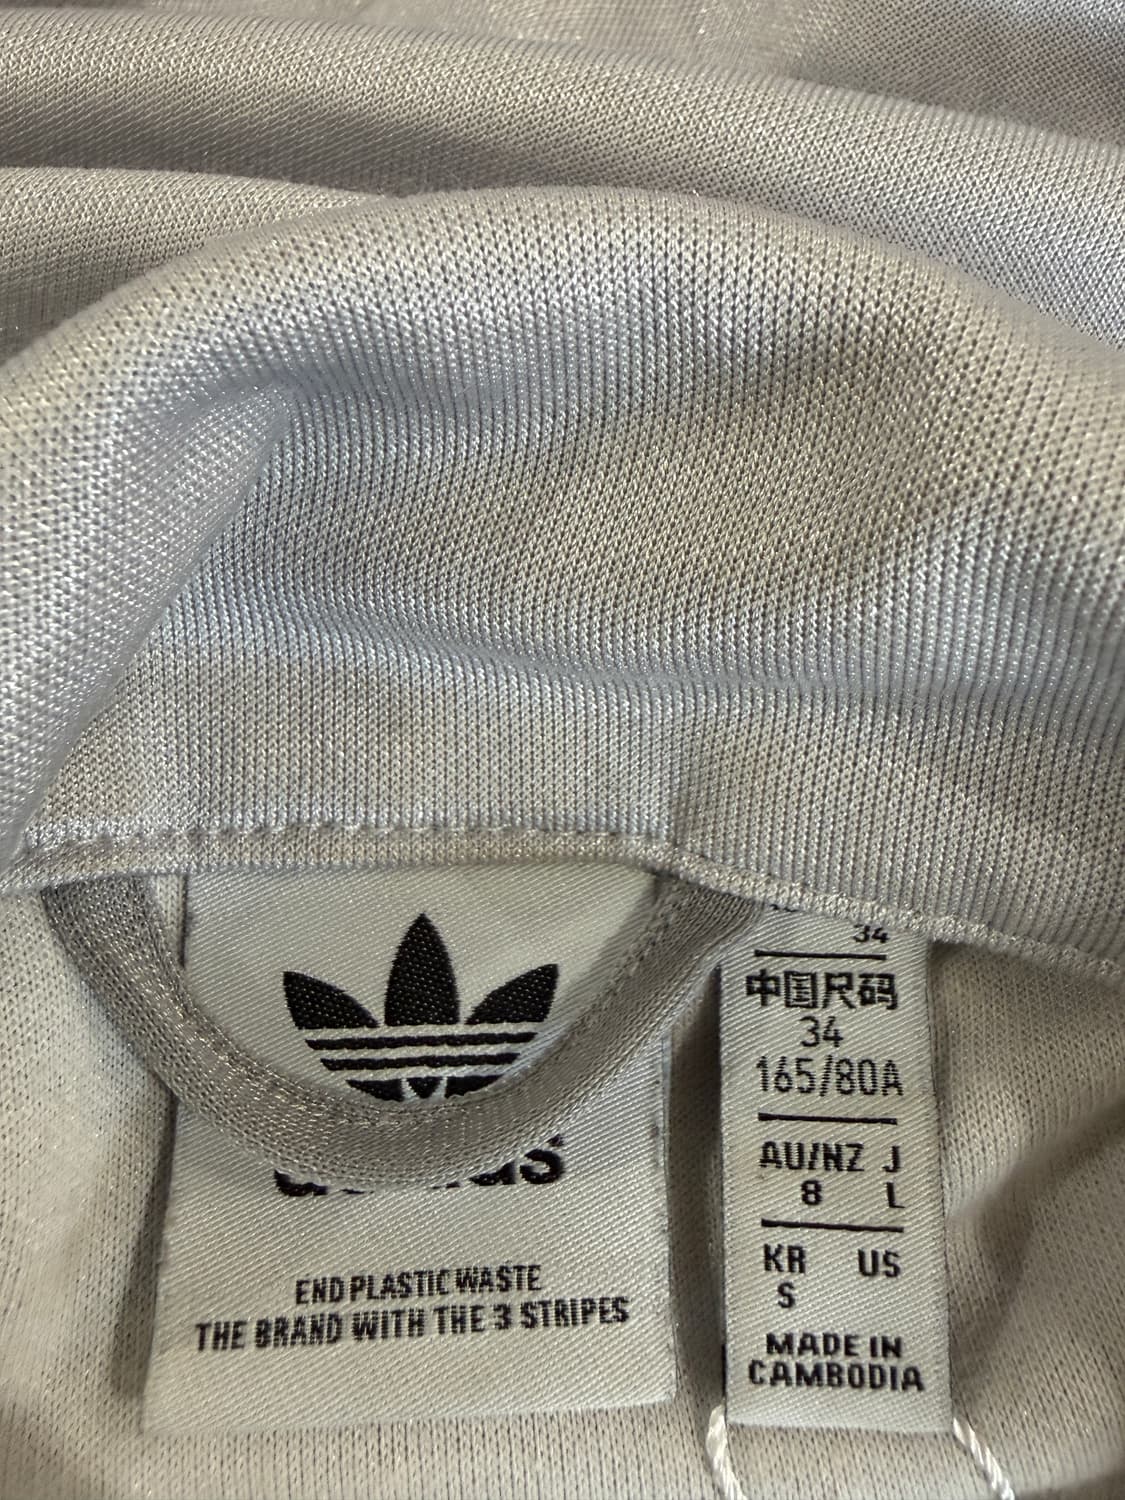 END PLASTIC WASTE
THE BRAND WITH THE 3 STRIPES
34
中国尺码
34
165/80A
AU/NZ J
8 L
KR US
S
MADE IN
CAMBODIA